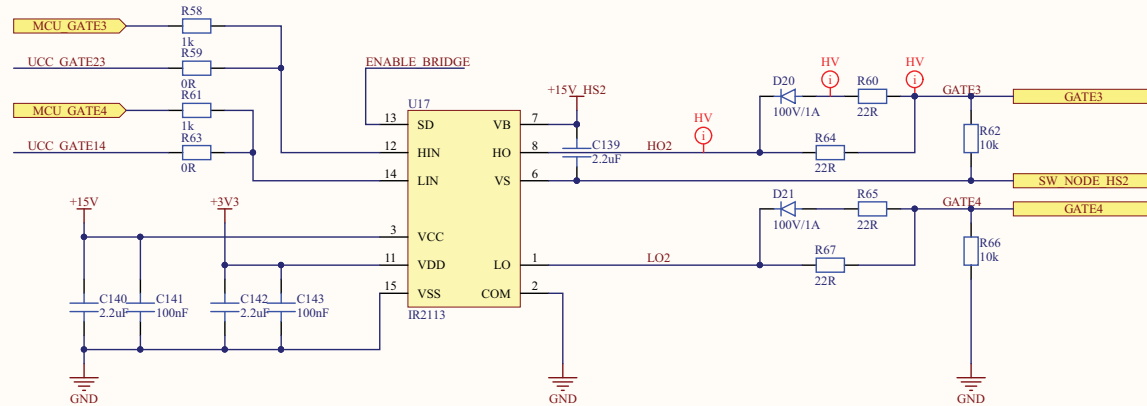 MCU_GATE3
R58
1k
UCC_GATE23
R59
0R
MCU_GATE4
R61
1k
UCC_GATE14
R63
0R
ENABLE_BRIDGE
U17
13 SD VB 7
12 HIN HO 8
14 LIN VS 6
3 VCC
11 VDD LO 1
15 VSS COM 2
IR2113
+15V_HS2
C139
2.2uF
HO2
HV
i
D20
100V/1A
HV
i
R60
22R
HV
i
R64
22R
GATE3
GATE3
R62
10k
SW_NODE_HS2
D21
100V/1A
R65
22R
GATE4
GATE4
LO2
R67
22R
R66
10k
+15V
+3V3
C140
2.2uF
C141
100nF
C142
2.2uF
C143
100nF
GND
GND
GND